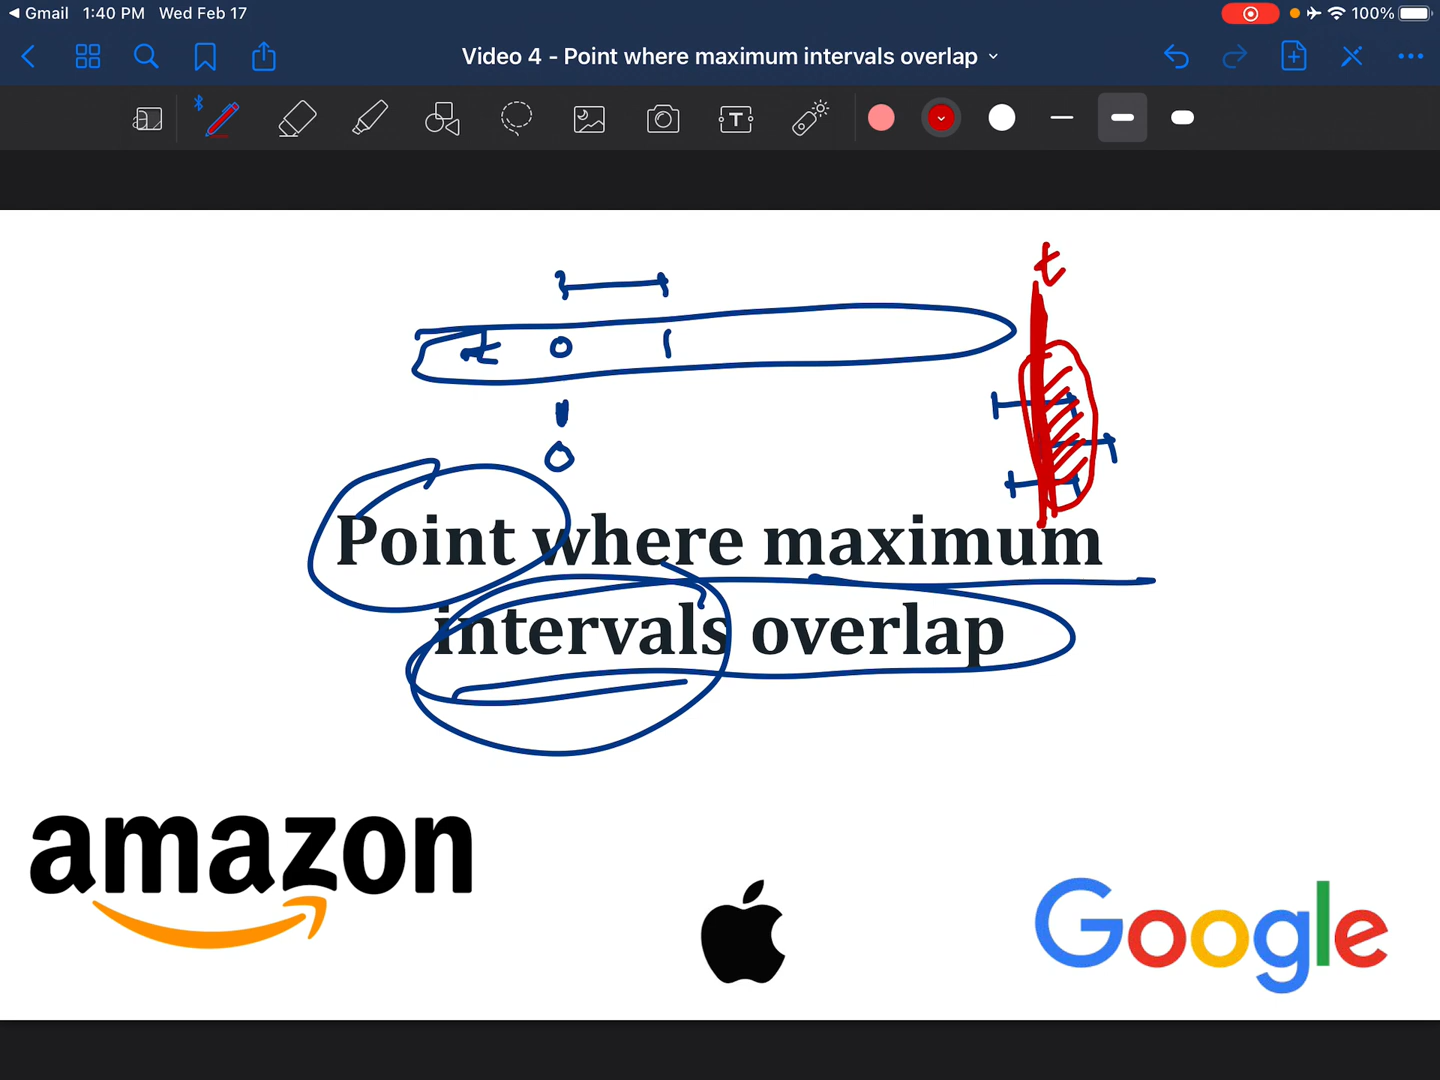 Gmail 1:40 PM Wed Feb 17 100%
Video 4 - Point where maximum intervals overlap
T
t
t 0 1
0
Point where maximum
intervals overlap
amazon
Google